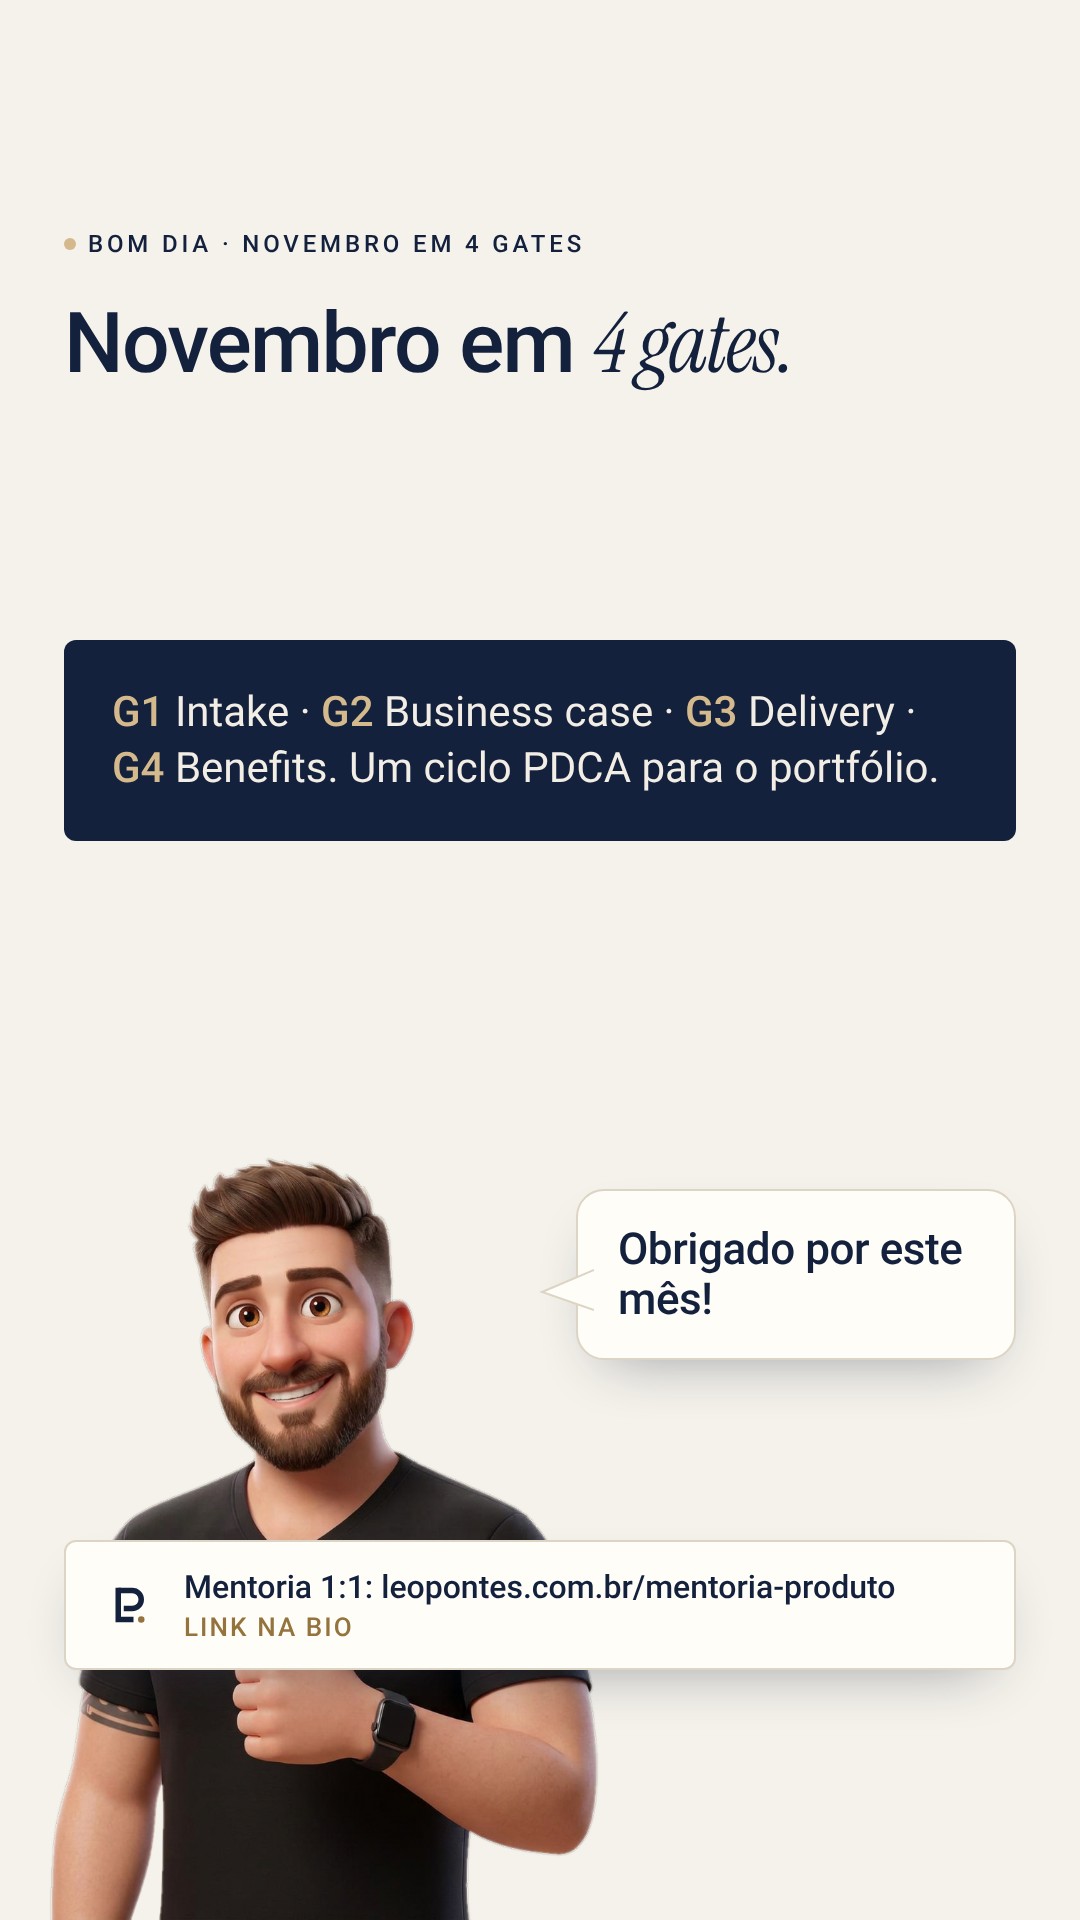 BOM DIA · NOVEMBRO EM 4 GATES
Novembro em 4 gates.
G1 Intake · G2 Business case · G3 Delivery ·
G4 Benefits. Um ciclo PDCA para o portfólio.
Obrigado por este
mês!
Mentoria 1:1: leopontes.com.br/mentoria-produto
LINK NA BIO